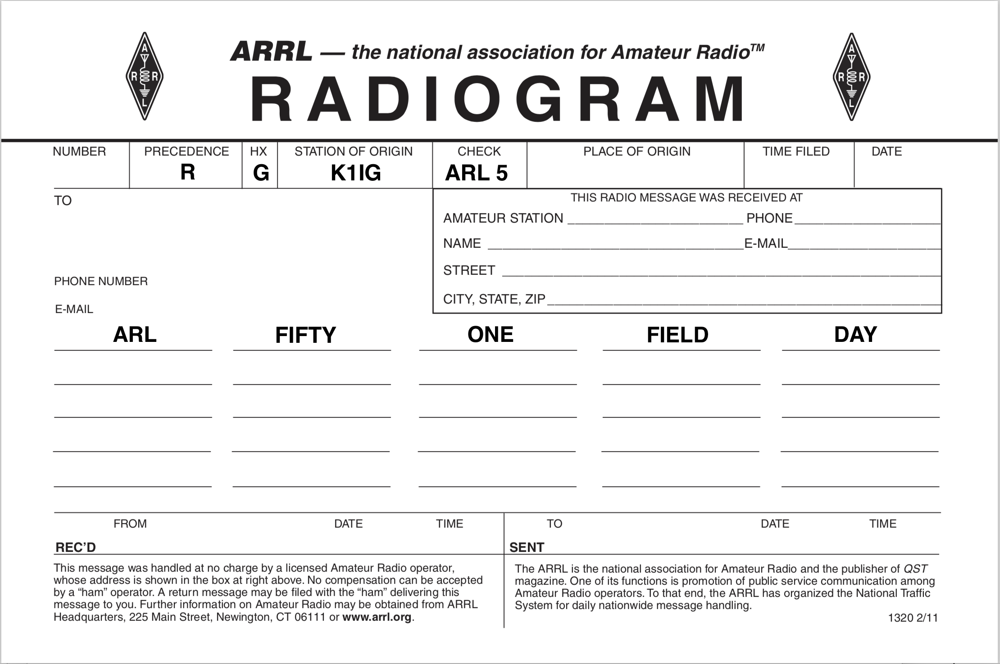 ARRL — the national association for Amateur Radio™
RADIOGRAM
A
R R
L
A
R R
L
NUMBER PRECEDENCE HX STATION OF ORIGIN CHECK PLACE OF ORIGIN TIME FILED DATE
R G K1IG ARL 5
TO
THIS RADIO MESSAGE WAS RECEIVED AT
AMATEUR STATION PHONE
NAME E-MAIL
STREET
CITY, STATE, ZIP
PHONE NUMBER
E-MAIL
ARL FIFTY ONE FIELD DAY
FROM DATE TIME
REC’D
TO DATE TIME
SENT
This message was handled at no charge by a licensed Amateur Radio operator,
whose address is shown in the box at right above. No compensation can be accepted
by a “ham” operator. A return message may be filed with the “ham” delivering this
message to you. Further information on Amateur Radio may be obtained from ARRL
Headquarters, 225 Main Street, Newington, CT 06111 or www.arrl.org.
The ARRL is the national association for Amateur Radio and the publisher of QST
magazine. One of its functions is promotion of public service communication among
Amateur Radio operators. To that end, the ARRL has organized the National Traffic
System for daily nationwide message handling.
1320 2/11